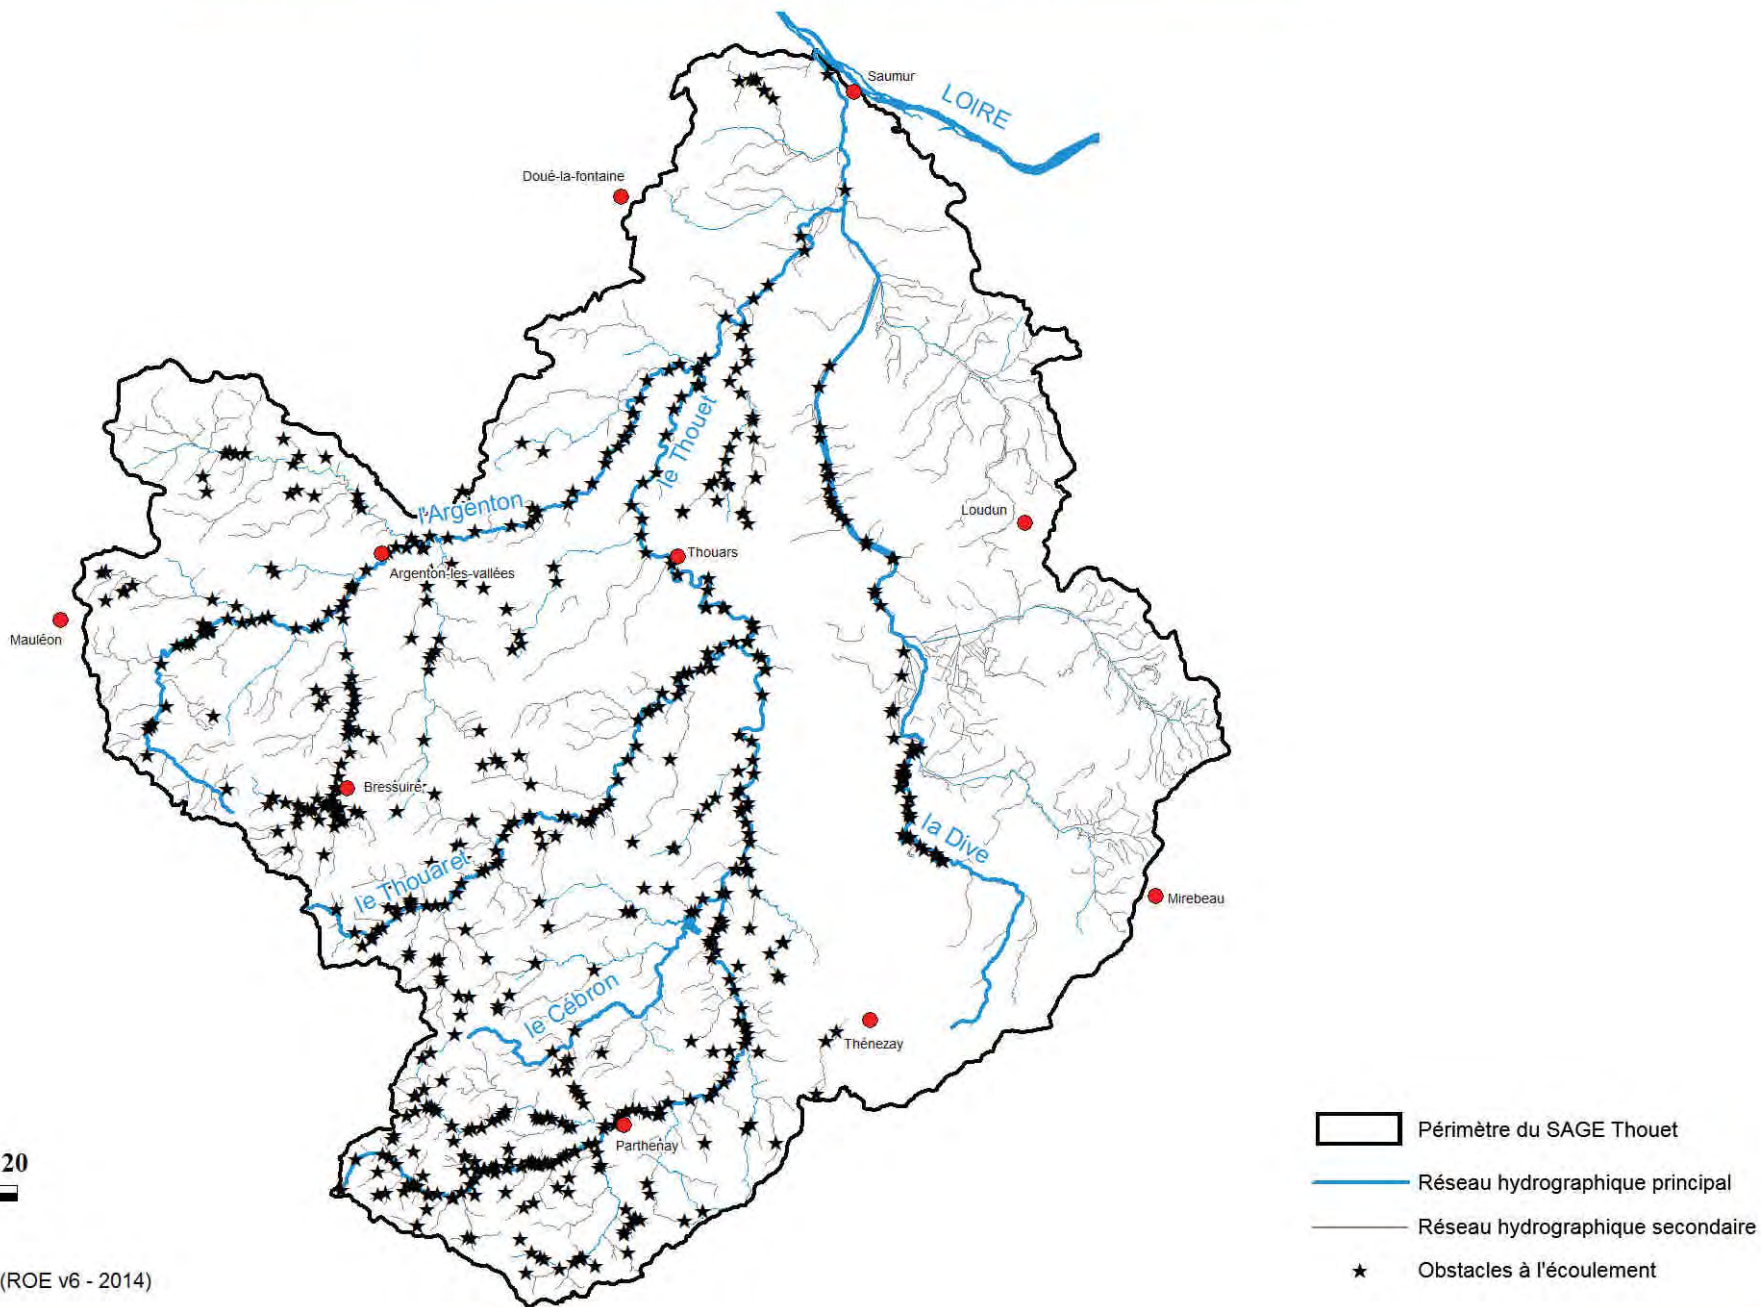 Saumur
LOIRE
Doué-la-fontaine
le Thouet
l'Argenton
Loudun
Thouars
Argenton-les-vallées
Mauléon
Bressuire
la Dive
le Thouaret
Mirebeau
le Cébron
Thénezay
Parthenay
20
Périmètre du SAGE Thouet
Réseau hydrographique principal
Réseau hydrographique secondaire
Obstacles à l'écoulement
(ROE v6 - 2014)